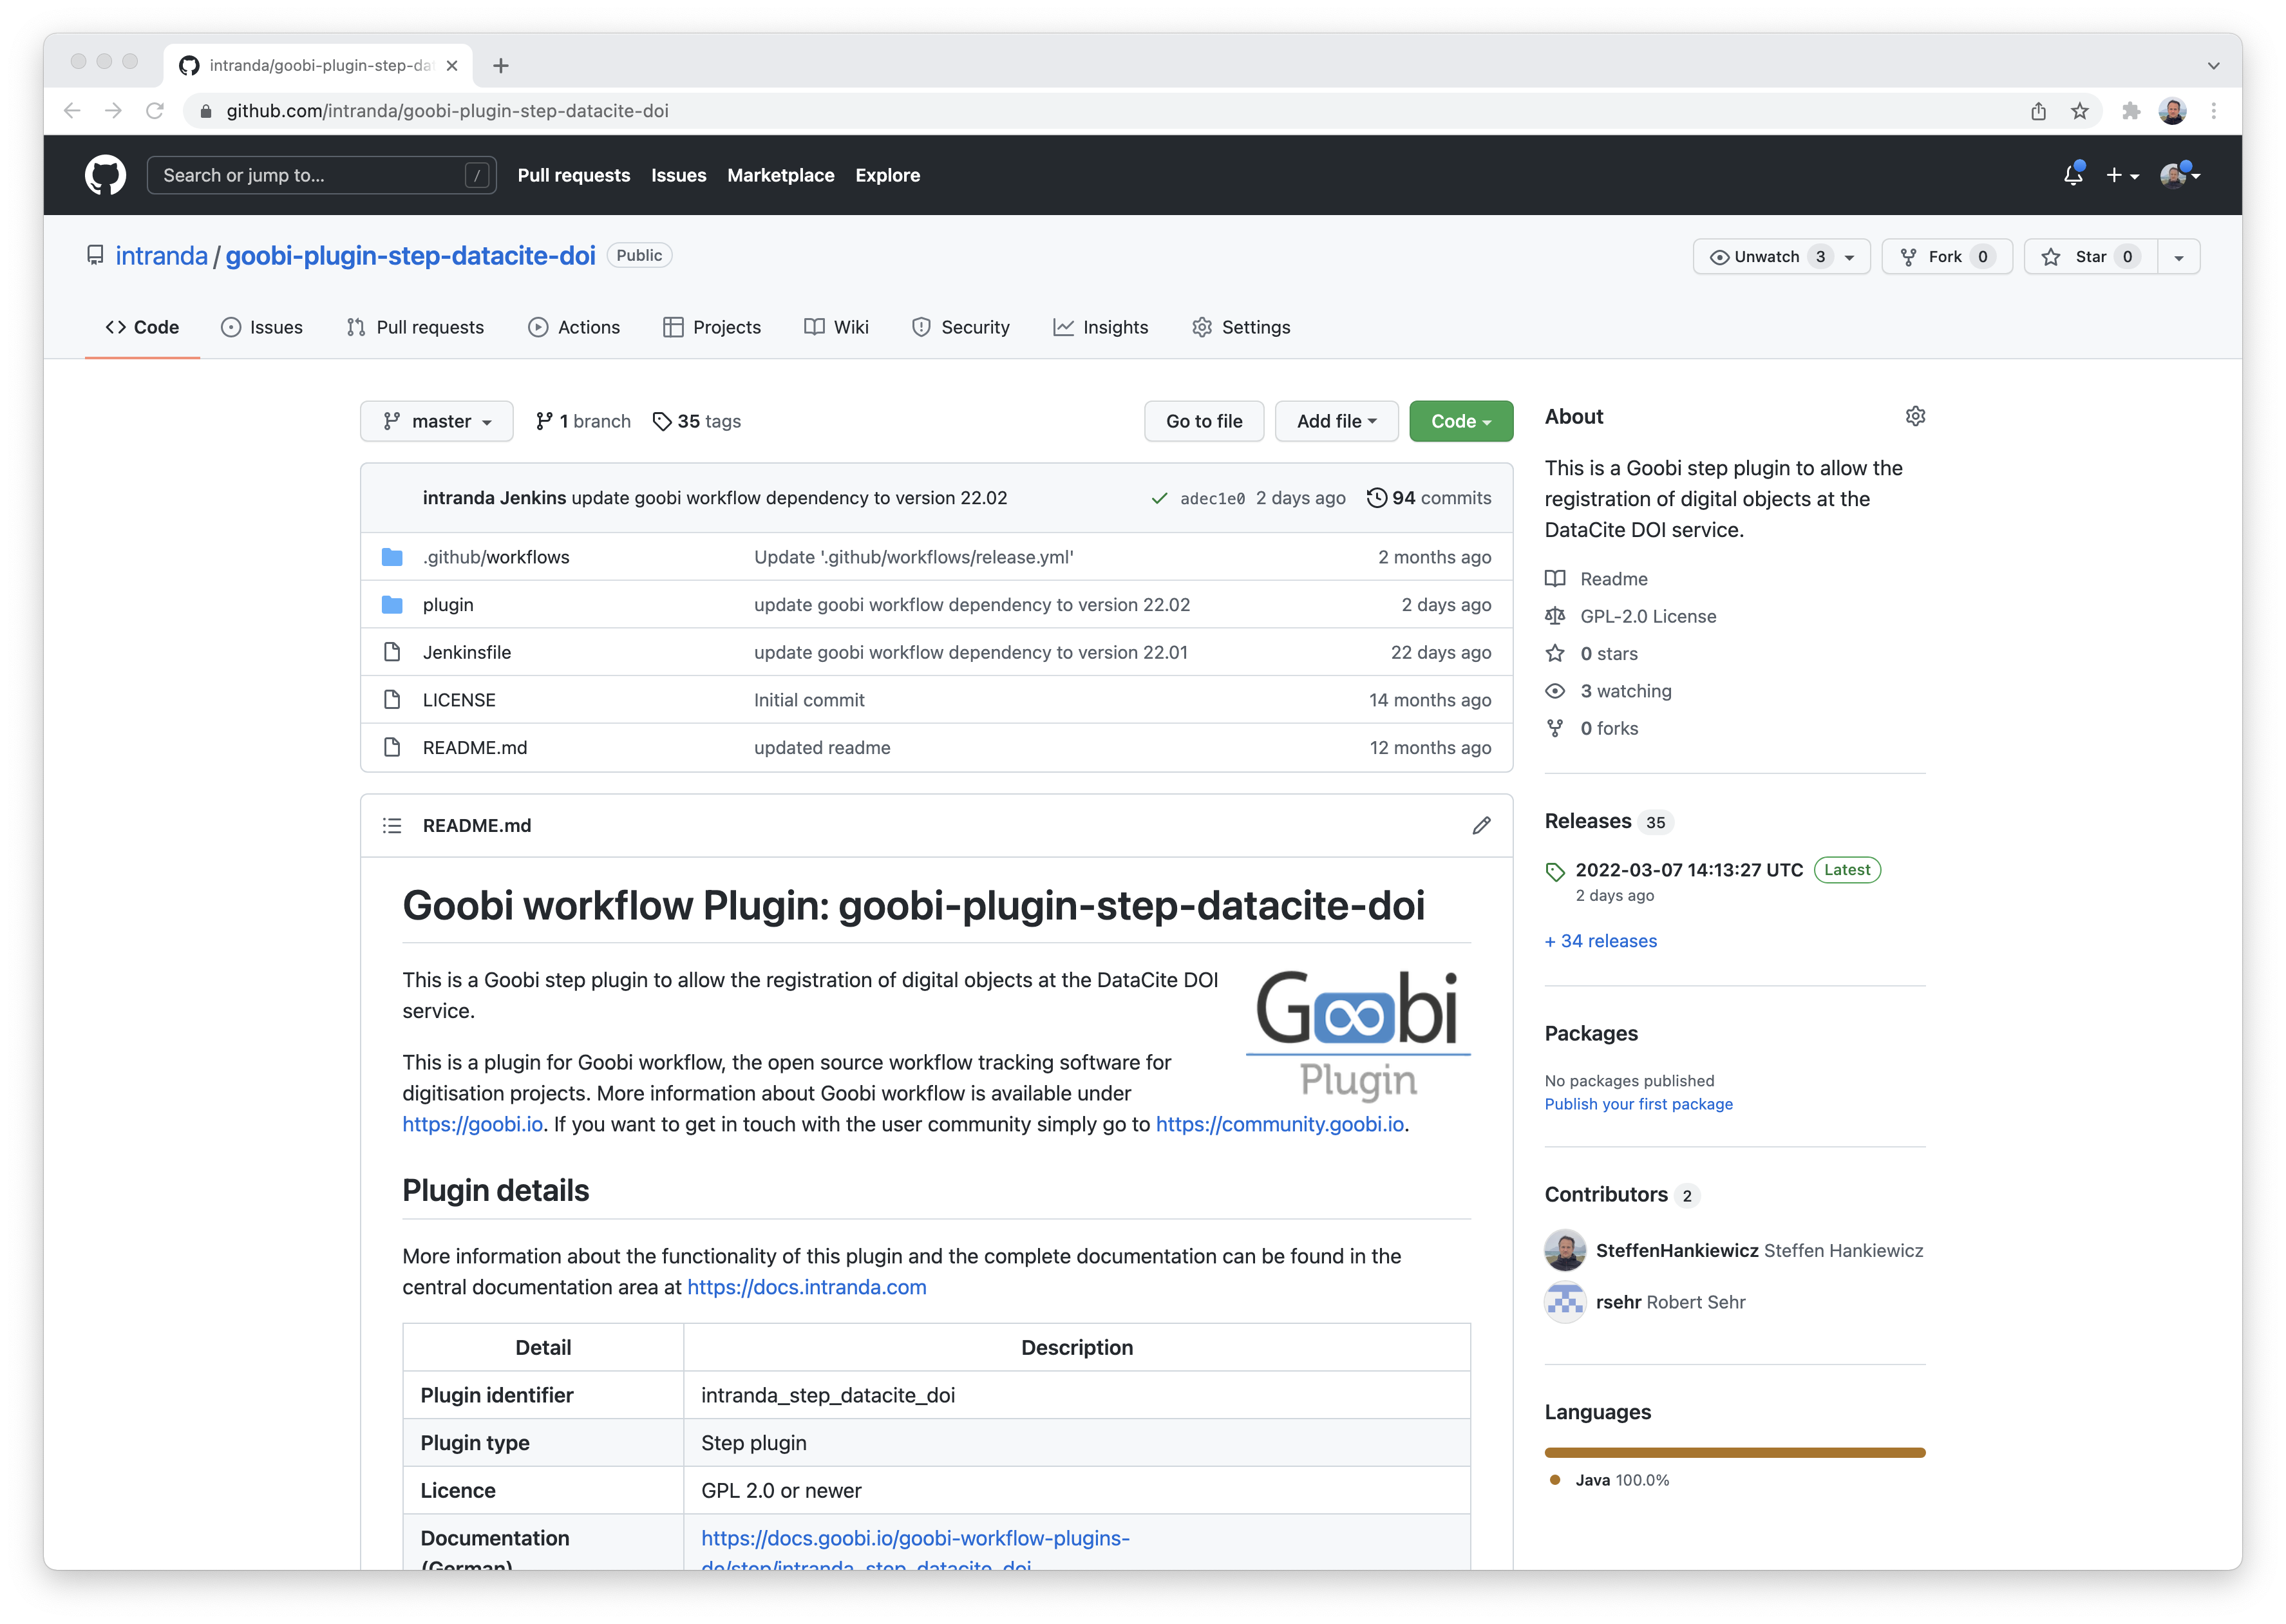 intranda/goobi-plugin-step-da
github.com/intranda/goobi-plugin-step-datacite-doi
Search or jump to... /
Pull requests Issues Marketplace Explore
intranda / goobi-plugin-step-datacite-doi Public
Unwatch 3 Fork 0 Star 0
Code Issues Pull requests Actions Projects Wiki Security Insights Settings
master 1 branch 35 tags Go to file Add file Code
intranda Jenkins update goobi workflow dependency to version 22.02 adec1e0 2 days ago 94 commits
.github/workflows Update '.github/workflows/release.yml' 2 months ago
plugin update goobi workflow dependency to version 22.02 2 days ago
Jenkinsfile update goobi workflow dependency to version 22.01 22 days ago
LICENSE Initial commit 14 months ago
README.md updated readme 12 months ago
README.md
Goobi workflow Plugin: goobi-plugin-step-datacite-doi
This is a Goobi step plugin to allow the registration of digital objects at the DataCite DOI
service.
Goobi
Plugin
This is a plugin for Goobi workflow, the open source workflow tracking software for
digitisation projects. More information about Goobi workflow is available under
https://goobi.io. If you want to get in touch with the user community simply go to https://community.goobi.io.
Plugin details
More information about the functionality of this plugin and the complete documentation can be found in the
central documentation area at https://docs.intranda.com
Detail Description
Plugin identifier intranda_step_datacite_doi
Plugin type Step plugin
Licence GPL 2.0 or newer
Documentation https://docs.goobi.io/goobi-workflow-plugins-
(German) de/step/intranda_step_datacite_doi
About
This is a Goobi step plugin to allow the
registration of digital objects at the
DataCite DOI service.
Readme
GPL-2.0 License
0 stars
3 watching
0 forks
Releases 35
2022-03-07 14:13:27 UTC Latest
2 days ago
+ 34 releases
Packages
No packages published
Publish your first package
Contributors 2
SteffenHankiewicz Steffen Hankiewicz
rsehr Robert Sehr
Languages
Java 100.0%